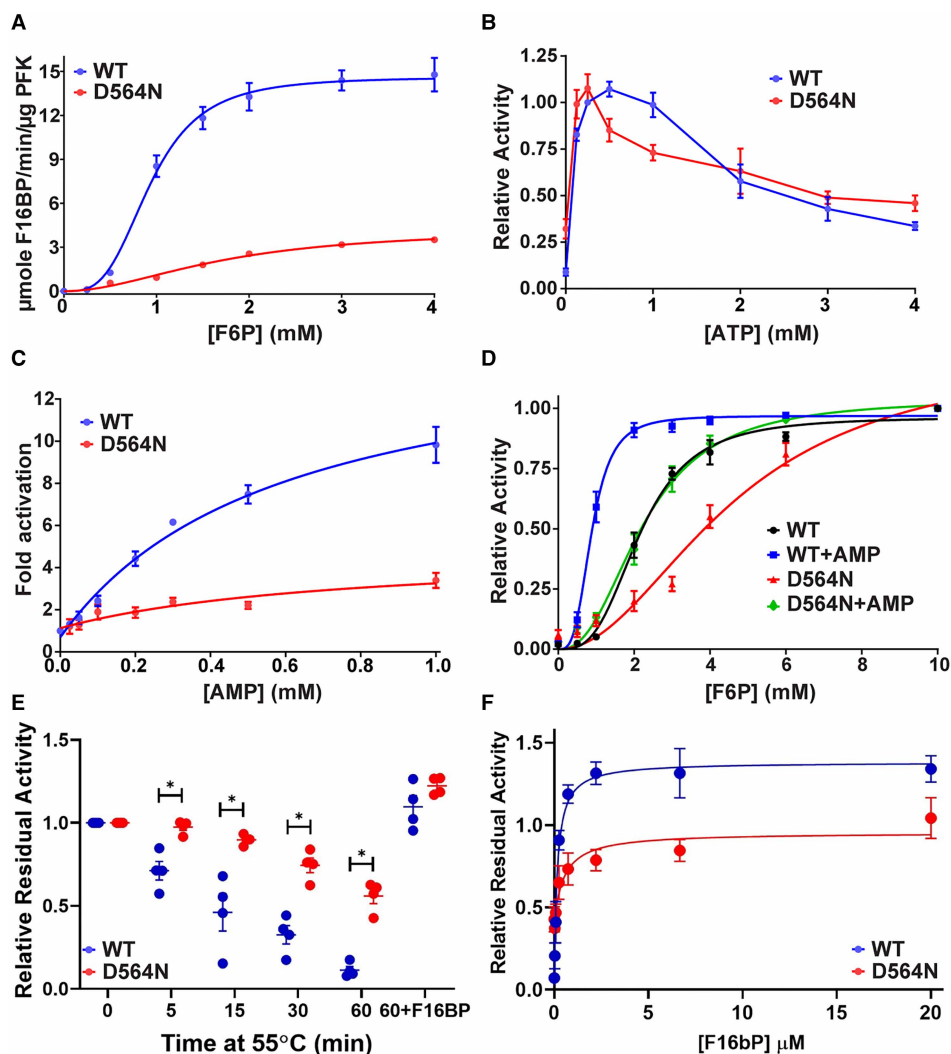 A
µmole F16BP/min/µg PFK
15
12
9
6
3
0
WT
D564N
0
1
2
3
4
[F6P] (mM)
B
Relative Activity
1.25
1.00
0.75
0.50
0.25
0.00
WT
D564N
0
1
2
3
4
[ATP] (mM)
C
Fold activation
12
10
8
6
4
2
0
WT
D564N
0.0
0.2
0.4
0.6
0.8
1.0
[AMP] (mM)
D
Relative Activity
1.00
0.75
0.50
0.25
0.00
WT
WT+AMP
D564N
D564N+AMP
0
2
4
6
8
10
[F6P] (mM)
E
Relative Residual Activity
1.5
1.0
0.5
0.0
*
*
*
*
WT
D564N
0
5
15
30
60
60+F16BP
Time at 55°C (min)
F
Relative Residual Activity
1.5
1.0
0.5
0.0
WT
D564N
0
5
10
15
20
[F16bP] µM